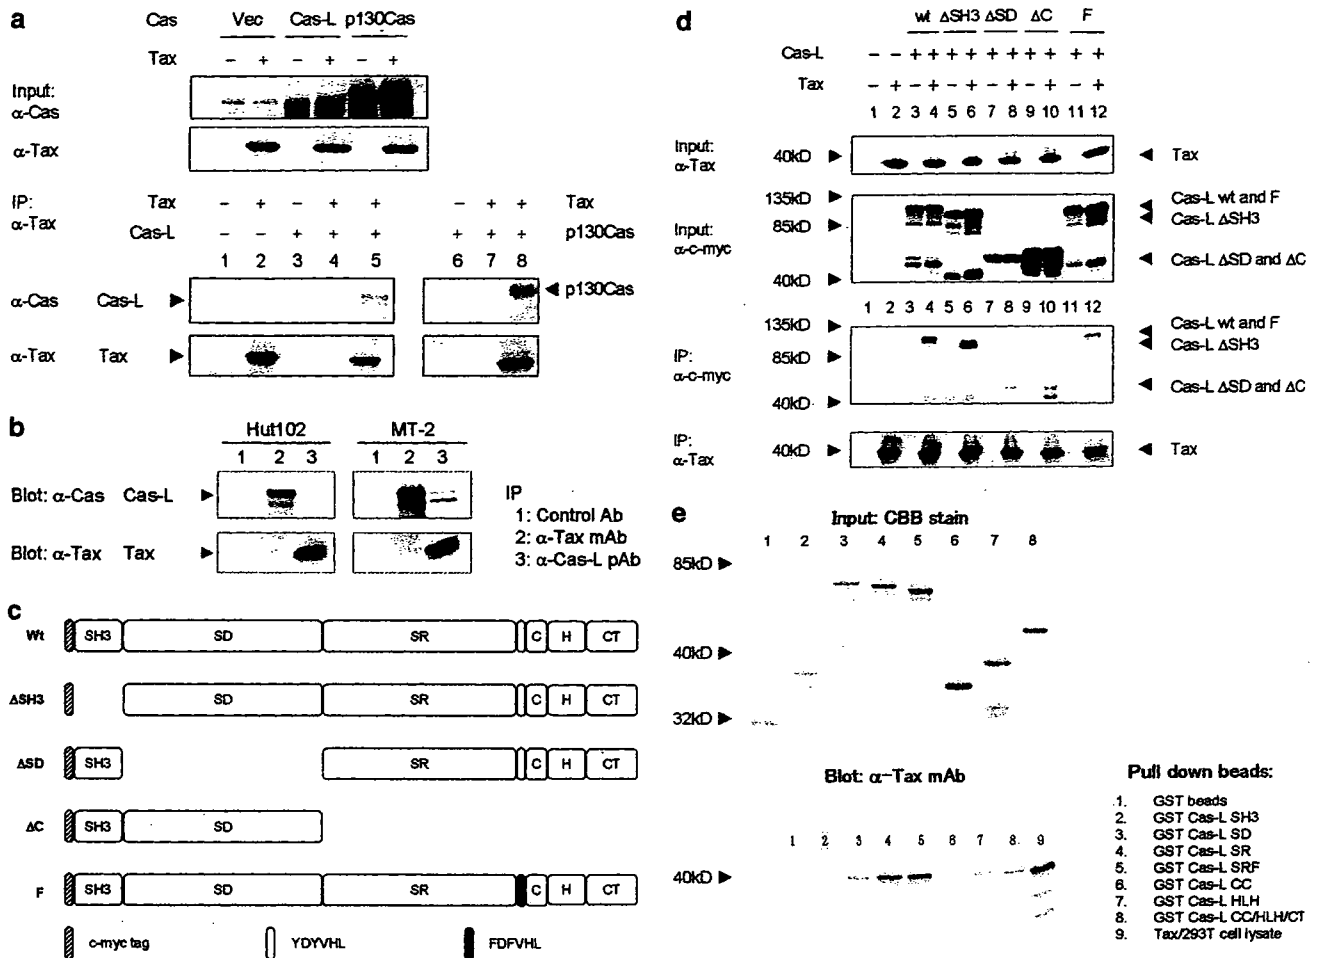 a
Cas Vec Cas-L p130Cas
Tax − + − + − +
Input:
α-Cas
α-Tax
IP: Tax − + − + + − + + Tax
α-Tax
Cas-L − − + + + + + + p130Cas
1 2 3 4 5 6 7 8
α-Cas Cas-L p130Cas
α-Tax Tax
b
Hut102 MT-2
1 2 3 1 2 3
Blot: α-Cas Cas-L
Blot: α-Tax Tax
IP
1: Control Ab
2: α-Tax mAb
3: α-Cas-L pAb
c
Wt SH3 SD SR C H CT
ΔSH3 SD SR C H CT
ΔSD SH3 SR C H CT
ΔC SH3 SD
F SH3 SD SR C H CT
c-myc tag YDYVHL FDFVHL
d
wt ΔSH3 ΔSD ΔC F
Cas-L − − + + + + + + + + + +
Tax − + − + − + − + − + − +
1 2 3 4 5 6 7 8 9 10 11 12
Input:
α-Tax
40kD Tax
135kD Cas-L wt and F
85kD Cas-L ΔSH3
Input:
α-c-myc
Cas-L ΔSD and ΔC
40kD
1 2 3 4 5 6 7 8 9 10 11 12
135kD Cas-L wt and F
Cas-L ΔSH3
85kD
IP:
α-c-myc
Cas-L ΔSD and ΔC
40kD
IP:
α-Tax
40kD Tax
e
Input: CBB stain
1 2 3 4 5 6 7 8
85kD
40kD
32kD
Blot: α-Tax mAb
1 2 3 4 5 6 7 8 9
40kD
Pull down beads:
1. GST beads
2. GST Cas-L SH3
3. GST Cas-L SD
4. GST Cas-L SR
5. GST Cas-L SRF
6. GST Cas-L CC
7. GST Cas-L HLH
8. GST Cas-L CC/HLH/CT
9. Tax/293T cell lysate